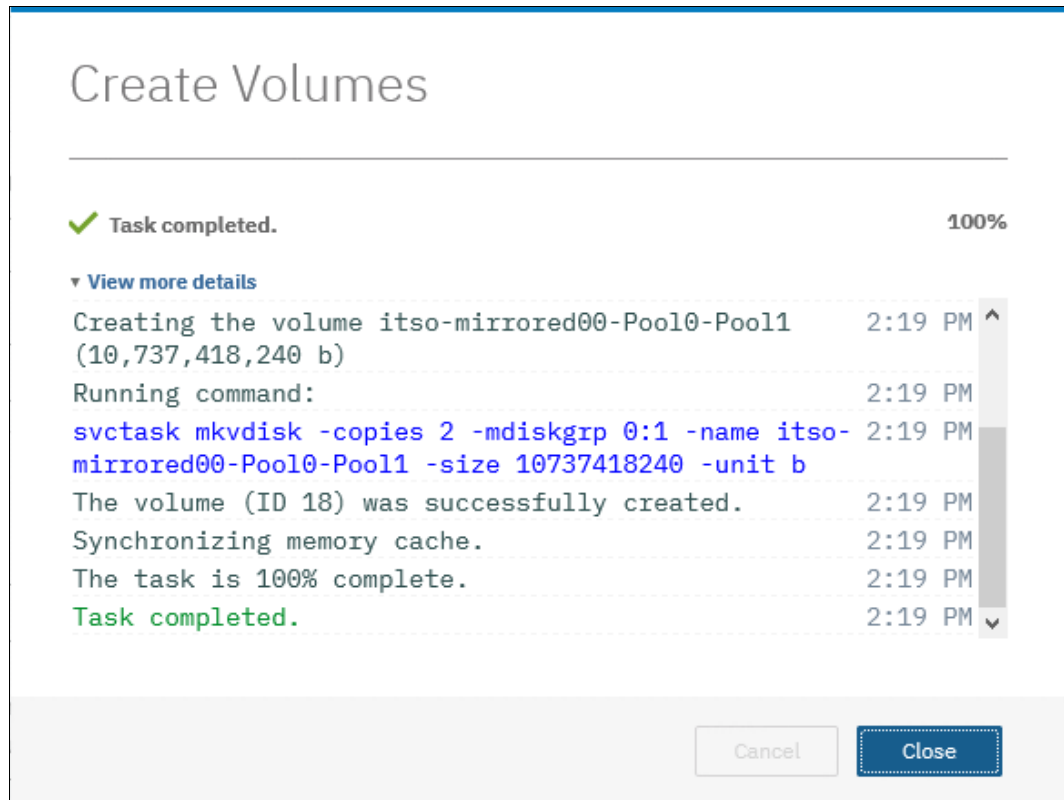 Create Volumes
Task completed. 100%
▾ View more details
Creating the volume itso-mirrored00-Pool0-Pool1 2:19 PM
(10,737,418,240 b)
Running command: 2:19 PM
svctask mkvdisk -copies 2 -mdiskgrp 0:1 -name itso- 2:19 PM
mirrored00-Pool0-Pool1 -size 10737418240 -unit b
The volume (ID 18) was successfully created. 2:19 PM
Synchronizing memory cache. 2:19 PM
The task is 100% complete. 2:19 PM
Task completed. 2:19 PM
Cancel Close